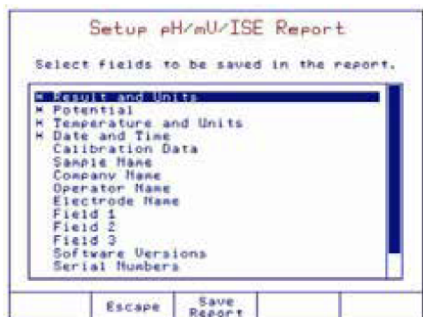 Setup pH/mV/ISE Report
Select fields to be saved in the report.
* Result and Units
* Potential
* Temperature and Units
* Date and Time
Calibration Data
Sample Name
Company Name
Operator Name
Electrode Name
Field 1
Field 2
Field 3
Software Versions
Serial Numbers
Escape
Save
Report